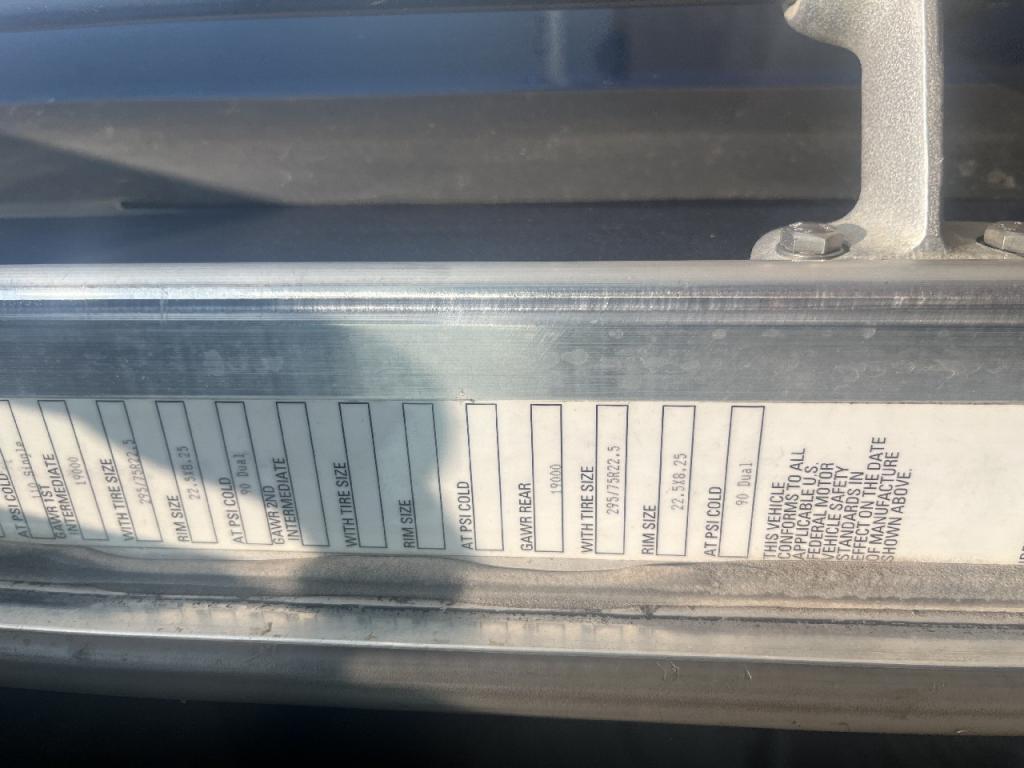 AT PSI COLD
110 Single
GAWR 1ST
INTERMEDIATE
19000
WITH TIRE SIZE
295/75R22.5
RIM SIZE
22.5X8.25
AT PSI COLD
90 Dual
GAWR 2ND
INTERMEDIATE
WITH TIRE SIZE
RIM SIZE
AT PSI COLD
GAWR REAR
19000
WITH TIRE SIZE
295/75R22.5
RIM SIZE
22.5X8.25
AT PSI COLD
90 Dual
THIS VEHICLE
CONFORMS TO ALL
APPLICABLE U.S.
FEDERAL MOTOR
VEHICLE SAFETY
STANDARDS IN
EFFECT ON THE DATE
OF MANUFACTURE
SHOWN ABOVE.